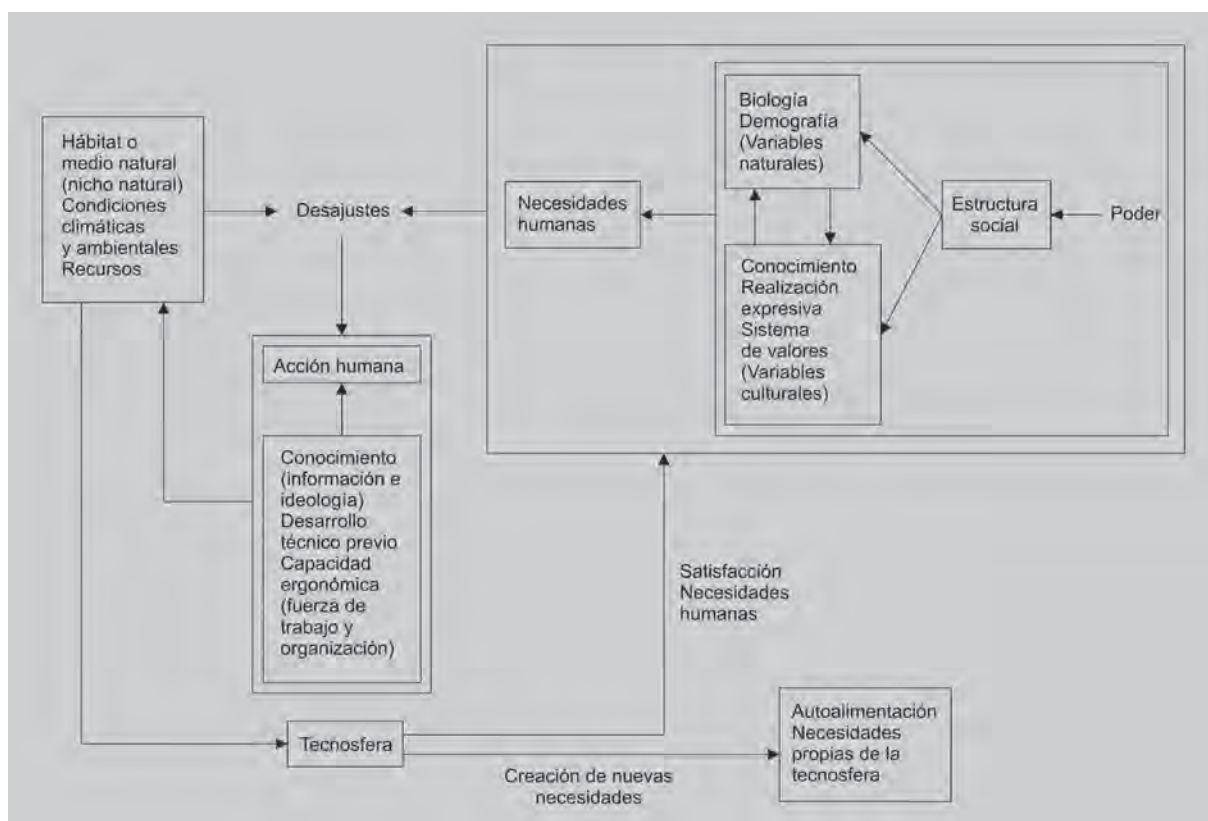 Hábitat o
medio natural
(nicho natural)
Condiciones
climáticas
y ambientales
Recursos
Desajustes
Necesidades
humanas
Biología
Demografía
(Variables
naturales)
Conocimiento
Realización
expresiva
Sistema
de valores
(Variables
culturales)
Estructura
social
Poder
Acción humana
Conocimiento
(información e
ideología)
Desarrollo
técnico previo
Capacidad
ergonómica
(fuerza de
trabajo y
organización)
Satisfacción
Necesidades
humanas
Tecnosfera
Creación de nuevas
necesidades
Autoalimentación
Necesidades
propias de la
tecnosfera